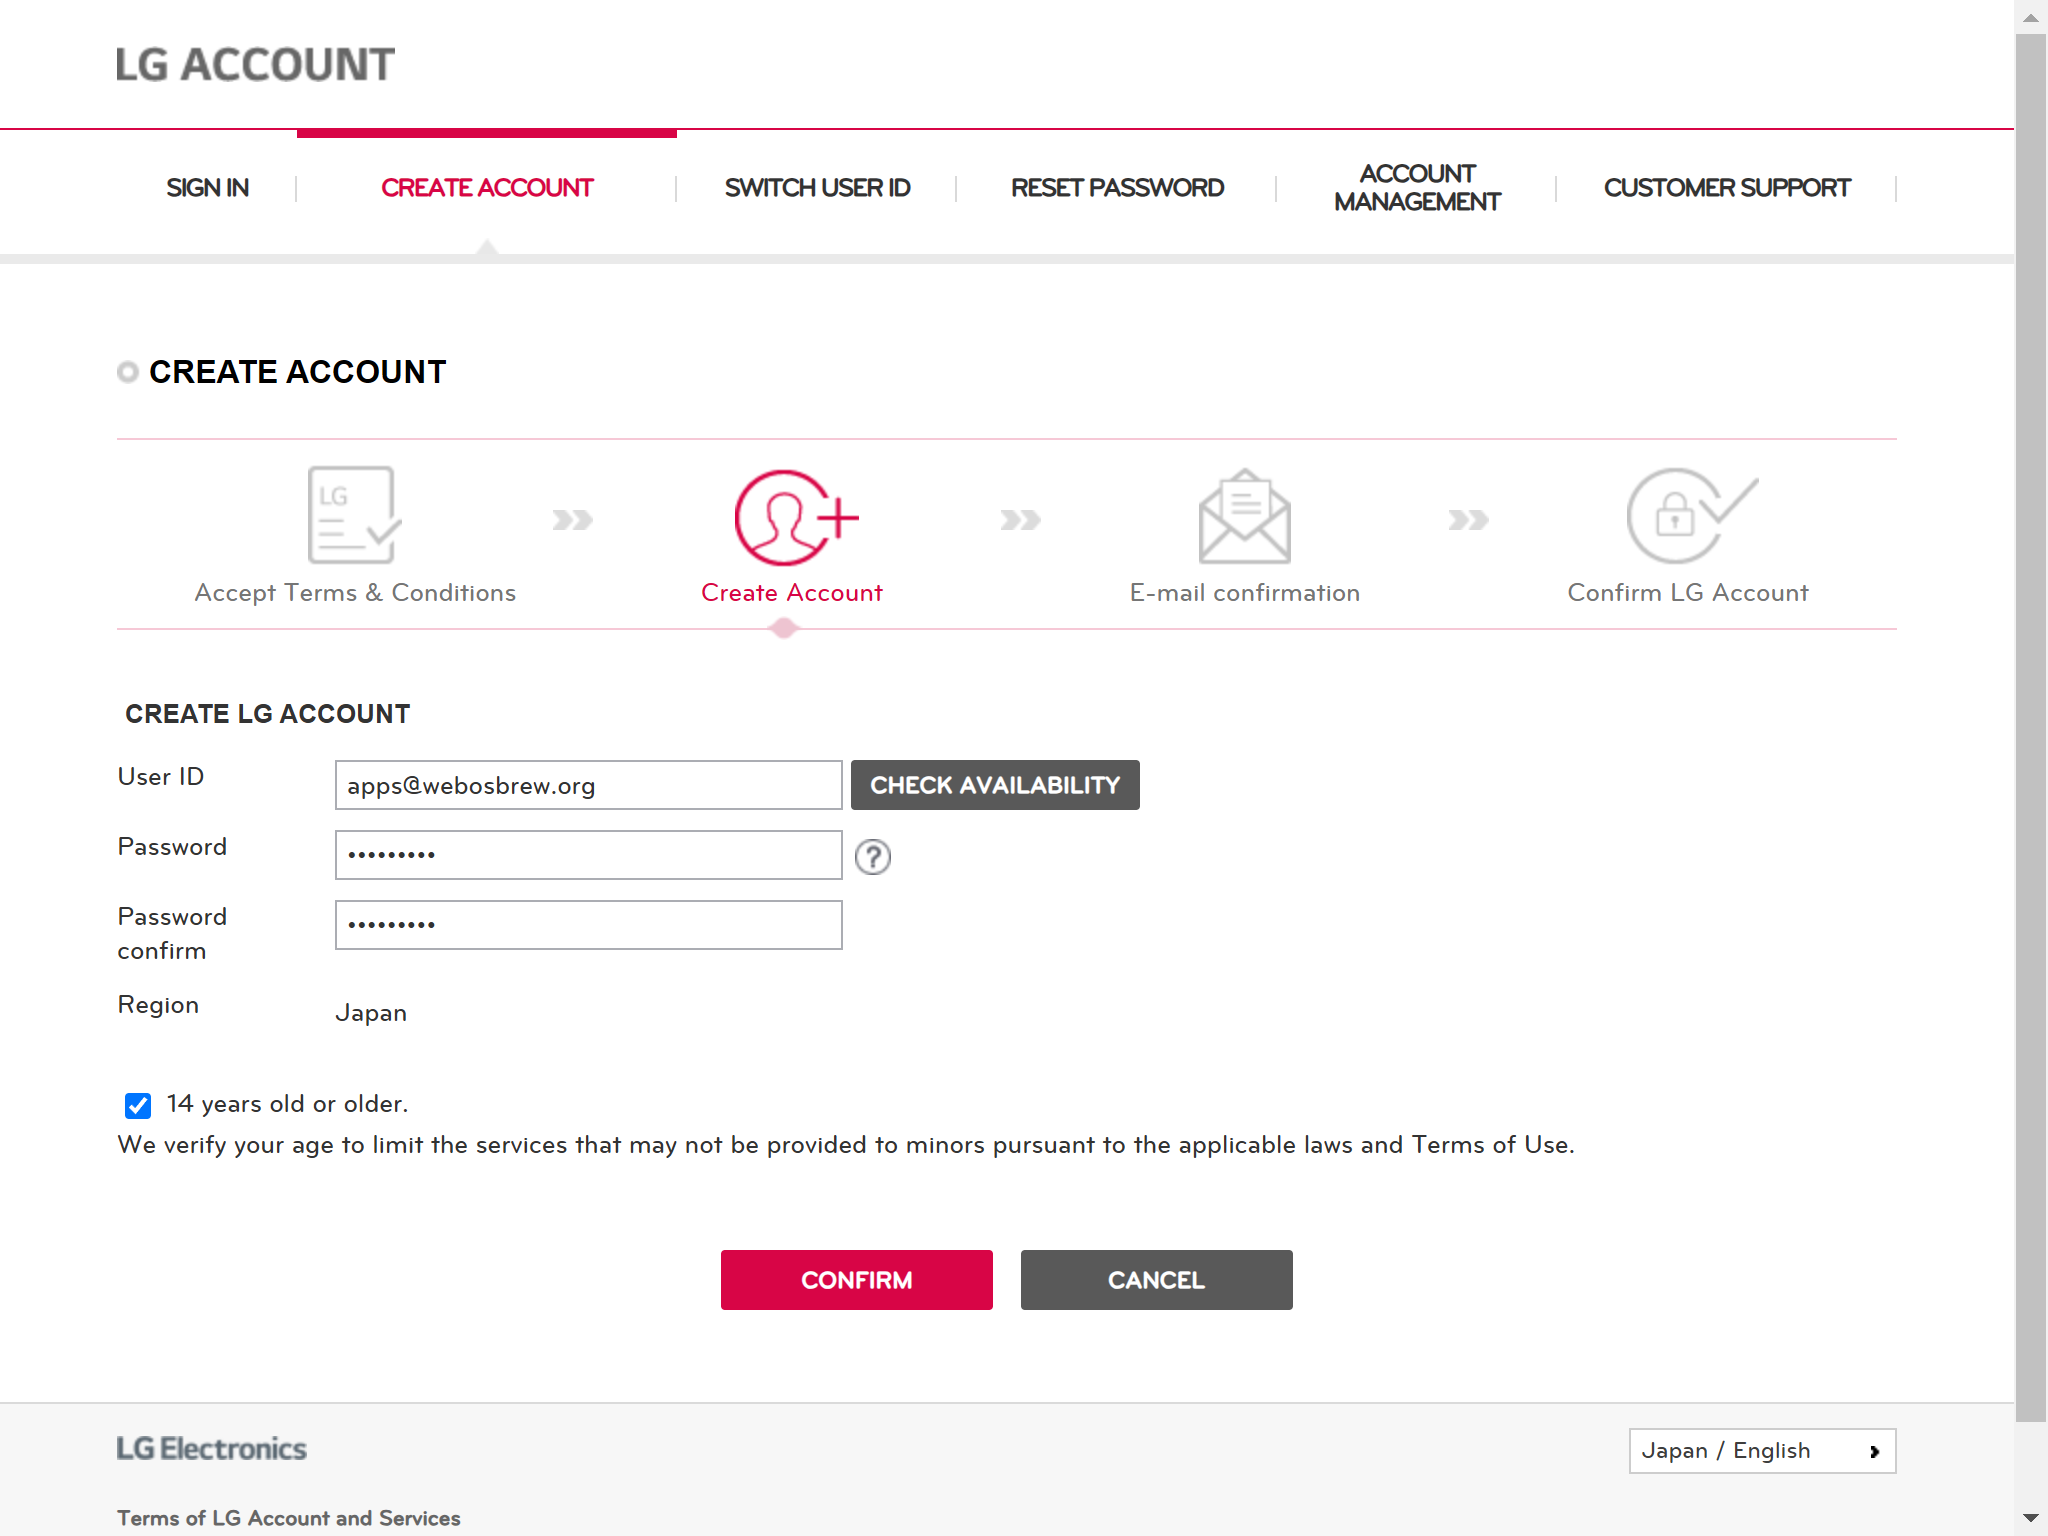 LG ACCOUNT
SIGN IN
CREATE ACCOUNT
SWITCH USER ID
RESET PASSWORD
ACCOUNT
MANAGEMENT
CUSTOMER SUPPORT
CREATE ACCOUNT
LG
Accept Terms & Conditions
Create Account
E-mail confirmation
Confirm LG Account
CREATE LG ACCOUNT
User ID
apps@webosbrew.org
CHECK AVAILABILITY
Password
•••••••••
?
Password
confirm
•••••••••
Region
Japan
14 years old or older.
We verify your age to limit the services that may not be provided to minors pursuant to the applicable laws and Terms of Use.
CONFIRM
CANCEL
LG Electronics
Japan / English
Terms of LG Account and Services